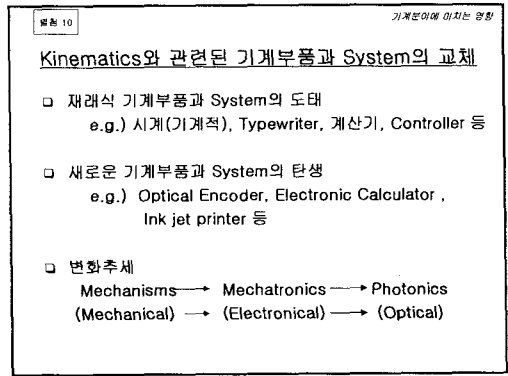 별첨 10
기계분야에 미치는 영향
Kinematics와 관련된 기계부품과 System의 교체
□ 재래식 기계부품과 System의 도태
e.g.) 시계(기계적), Typewriter, 계산기, Controller 등
□ 새로운 기계부품과 System의 탄생
e.g.) Optical Encoder, Electronic Calculator ,
Ink jet printer 등
□ 변화추세
Mechanisms → Mechatronics → Photonics
(Mechanical) → (Electronical) → (Optical)